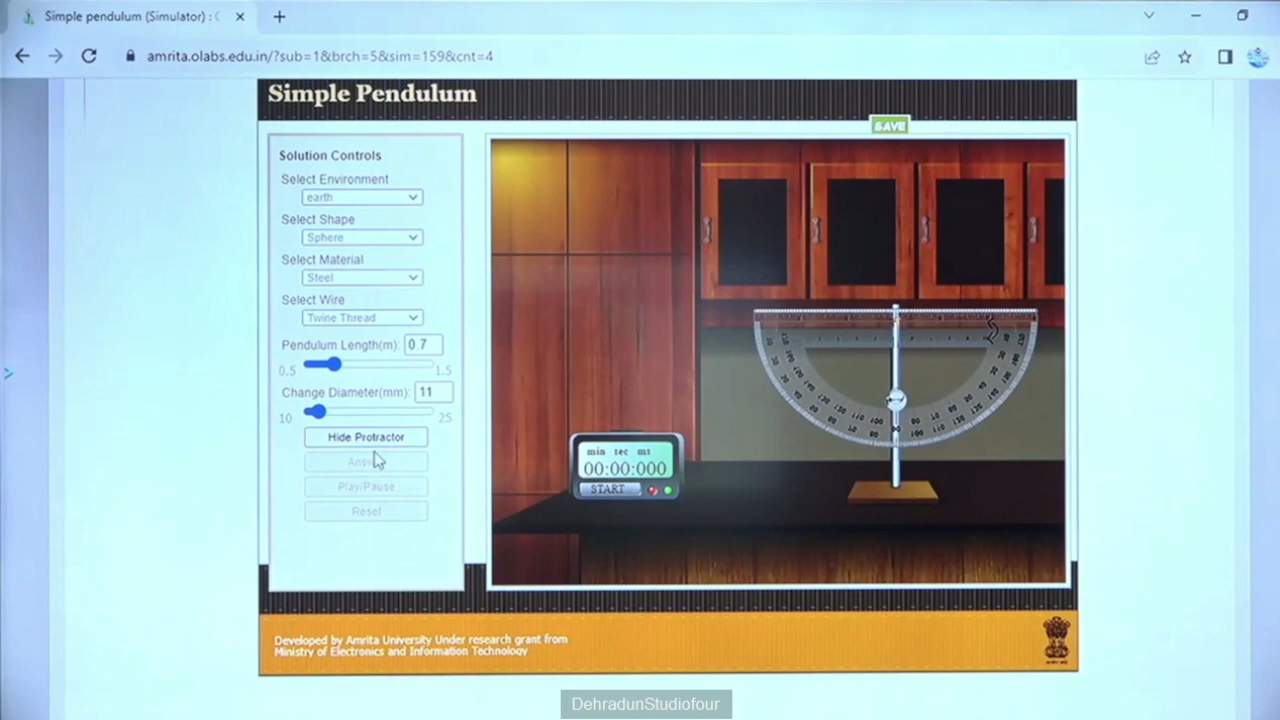 Simple pendulum (Simulator) : (
amrita.olabs.edu.in/?sub=1&brch=5&sim=159&cnt=4
Simple Pendulum
SAVE
Solution Controls
Select Environment
earth
Select Shape
Sphere
Select Material
Steel
Select Wire
Twine Thread
Pendulum Length(m): 0.7
0.5 1.5
Change Diameter(mm): 11
10 25
Hide Protractor
Play/Pause
Reset
min sec ms
00:00:000
START
Developed by Amrita University Under research grant from
Ministry of Electronics and Information Technology
DehradunStudiofour